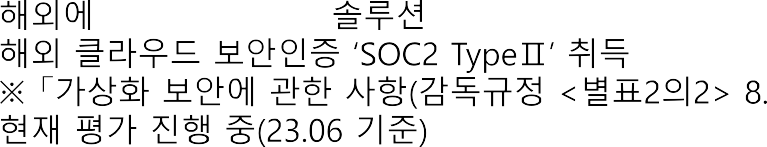 해외에 솔루션
해외 클라우드 보안인증 ‘SOC2 TypeⅡ’ 취득
※「가상화 보안에 관한 사항(감독규정 <별표2의2> 8.
현재 평가 진행 중(23.06 기준)